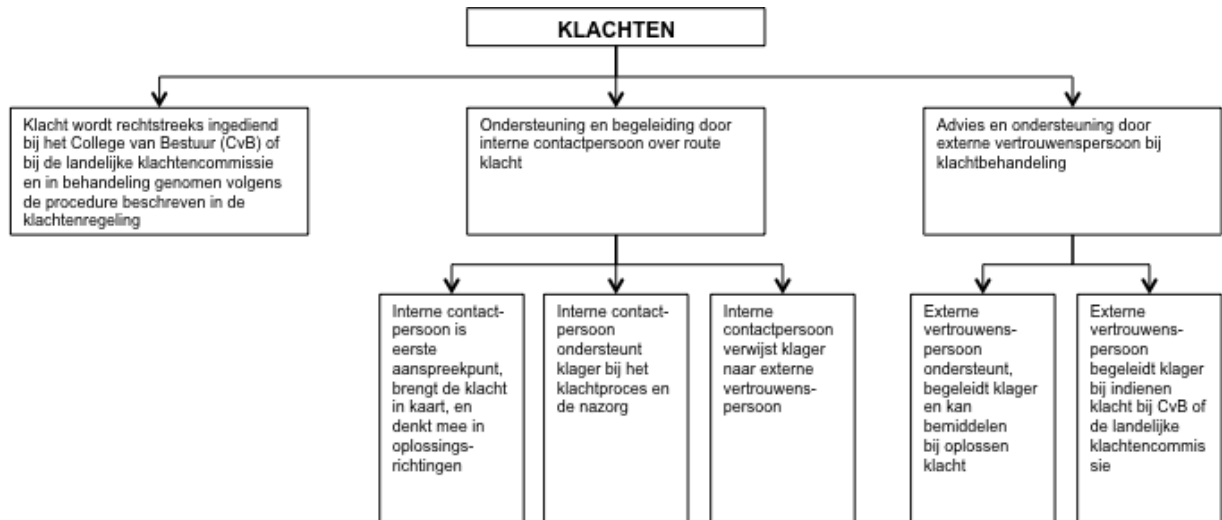 KLACHTEN
Klacht wordt rechtstreeks ingediend
bij het College van Bestuur (CvB) of
bij de landelijke klachtencommissie
en in behandeling genomen volgens
de procedure beschreven in de
klachtenregeling
Ondersteuning en begeleiding door
interne contactpersoon over route
klacht
Advies en ondersteuning door
externe vertrouwenspersoon bij
klachtbehandeling
Interne contact-
persoon is
eerste
aanspreekpunt,
brengt de klacht
in kaart, en
denkt mee in
oplossings-
richtingen
Interne contact-
persoon
ondersteunt
klager bij het
klachtproces en
de nazorg
Interne
contactpersoon
verwijst klager
naar externe
vertrouwens-
persoon
Externe
vertrouwens-
persoon
ondersteunt,
begeleidt klager
en kan
bemiddelen
bij oplossen
klacht
Externe
vertrouwens-
persoon
begeleidt klager
bij indienen
klacht bij CvB of
de landelijke
klachtencommis
sie